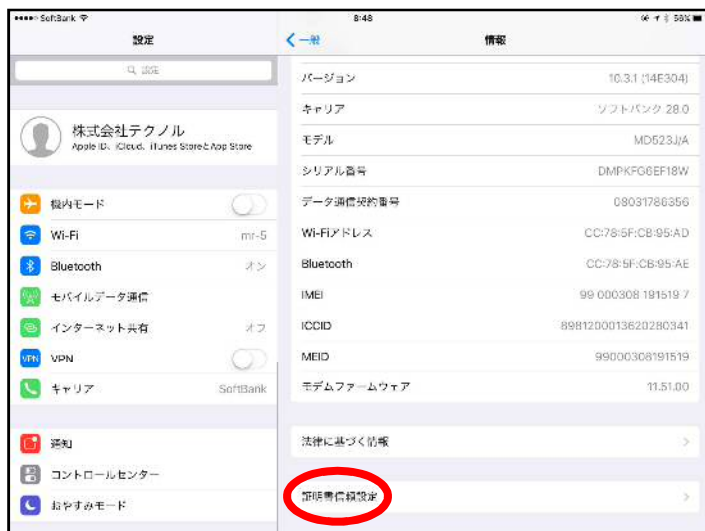 SoftBank 8:48 56%
設定
設定
株式会社テクノル
Apple ID、iCloud、iTunes StoreとApp Store
機内モード
Wi-Fi mr-5
Bluetooth オン
モバイルデータ通信
インターネット共有 オフ
VPN VPN
キャリア SoftBank
通知
コントロールセンター
おやすみモード
一般 情報
バージョン 10.3.1 (14E304)
キャリア ソフトバンク 28.0
モデル MD523J/A
シリアル番号 DMPKFG6EF18W
データ通信契約番号 08031786356
Wi-Fiアドレス CC:78:5F:CB:95:AD
Bluetooth CC:78:5F:CB:95:AE
IMEI 99 000308 191519 7
ICCID 8981200013620280341
MEID 99000308191519
モデムファームウェア 11.51.00
法律に基づく情報
証明書信頼設定